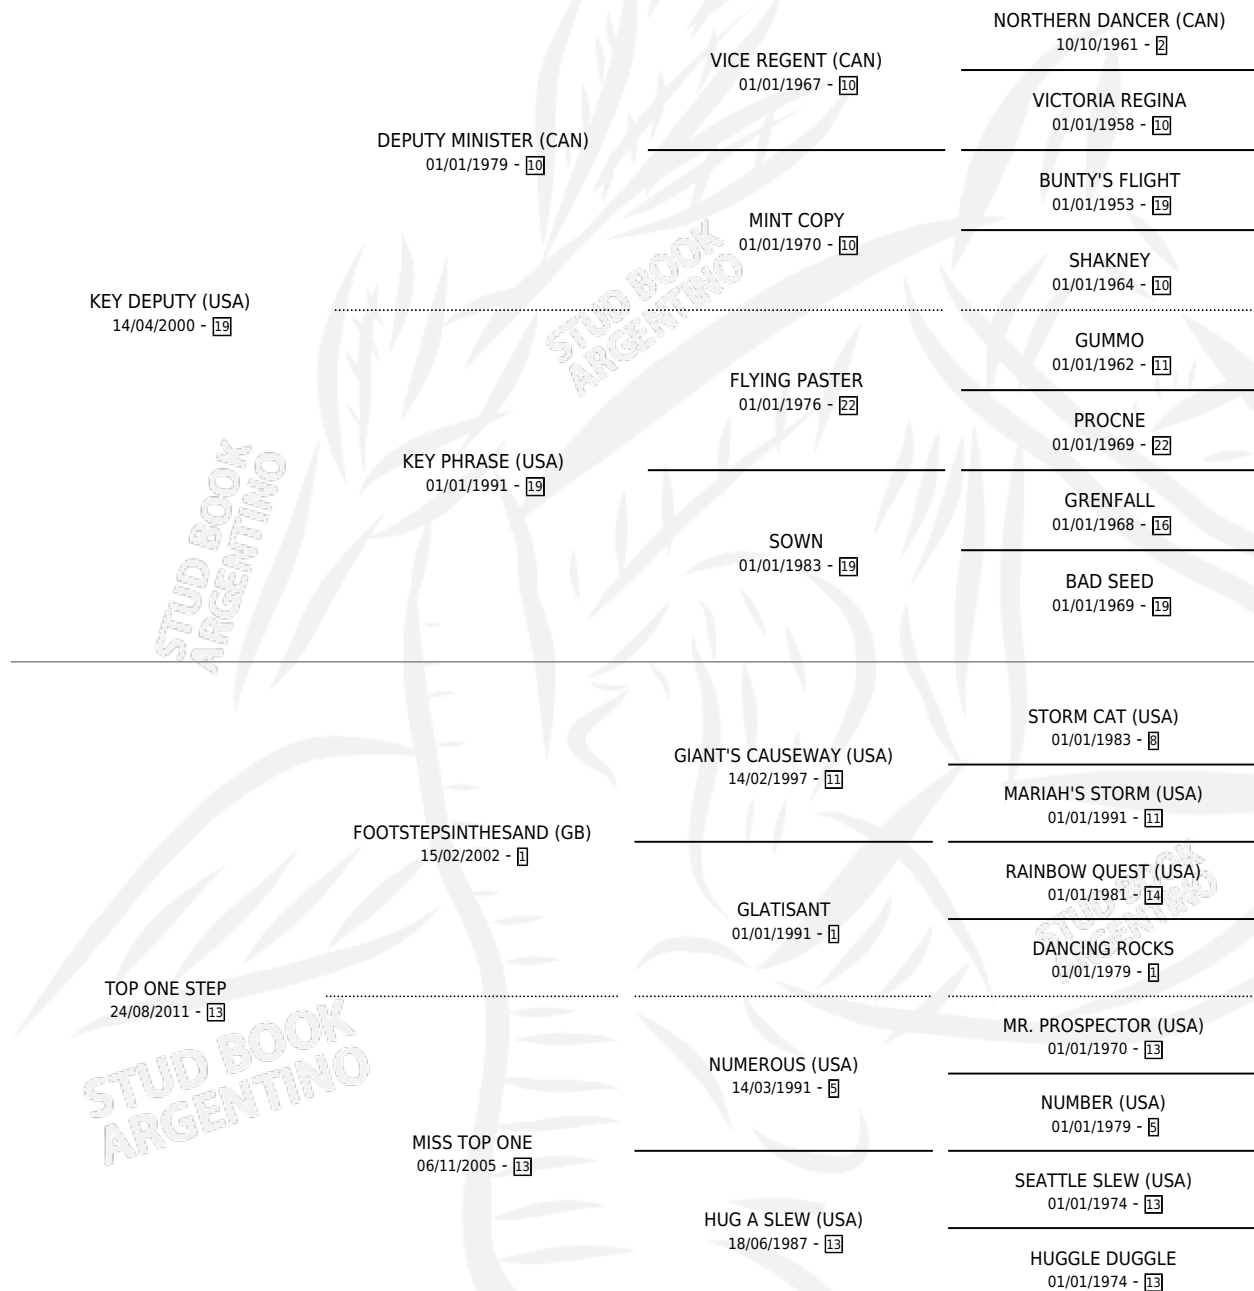 NORTHERN DANCER (CAN)
10/10/1961 - 2
VICE REGENT (CAN)
01/01/1967 - 10
VICTORIA REGINA
01/01/1958 - 10
DEPUTY MINISTER (CAN)
01/01/1979 - 10
BUNTY'S FLIGHT
01/01/1953 - 19
MINT COPY
01/01/1970 - 10
SHAKNEY
01/01/1964 - 10
KEY DEPUTY (USA)
14/04/2000 - 19
GUMMO
01/01/1962 - 11
FLYING PASTER
01/01/1976 - 22
PROCNE
01/01/1969 - 22
KEY PHRASE (USA)
01/01/1991 - 19
GRENFALL
01/01/1968 - 16
SOWN
01/01/1983 - 19
BAD SEED
01/01/1969 - 19
STORM CAT (USA)
01/01/1983 - 8
GIANT'S CAUSEWAY (USA)
14/02/1997 - 11
MARIAH'S STORM (USA)
01/01/1991 - 11
FOOTSTEPSINTHESAND (GB)
15/02/2002 - 1
RAINBOW QUEST (USA)
01/01/1981 - 14
GLATISANT
01/01/1991 - 1
DANCING ROCKS
01/01/1979 - 1
TOP ONE STEP
24/08/2011 - 13
MR. PROSPECTOR (USA)
01/01/1970 - 13
NUMEROUS (USA)
14/03/1991 - 5
NUMBER (USA)
01/01/1979 - 5
MISS TOP ONE
06/11/2005 - 13
SEATTLE SLEW (USA)
01/01/1974 - 13
HUG A SLEW (USA)
18/06/1987 - 13
HUGGLE DUGGLE
01/01/1974 - 13
STUD BOOK
ARGENTINO
STUD BOOK
ARGENTINO
STUD BOOK
ARGENTINO
STUD BOOK
ARGENTINO